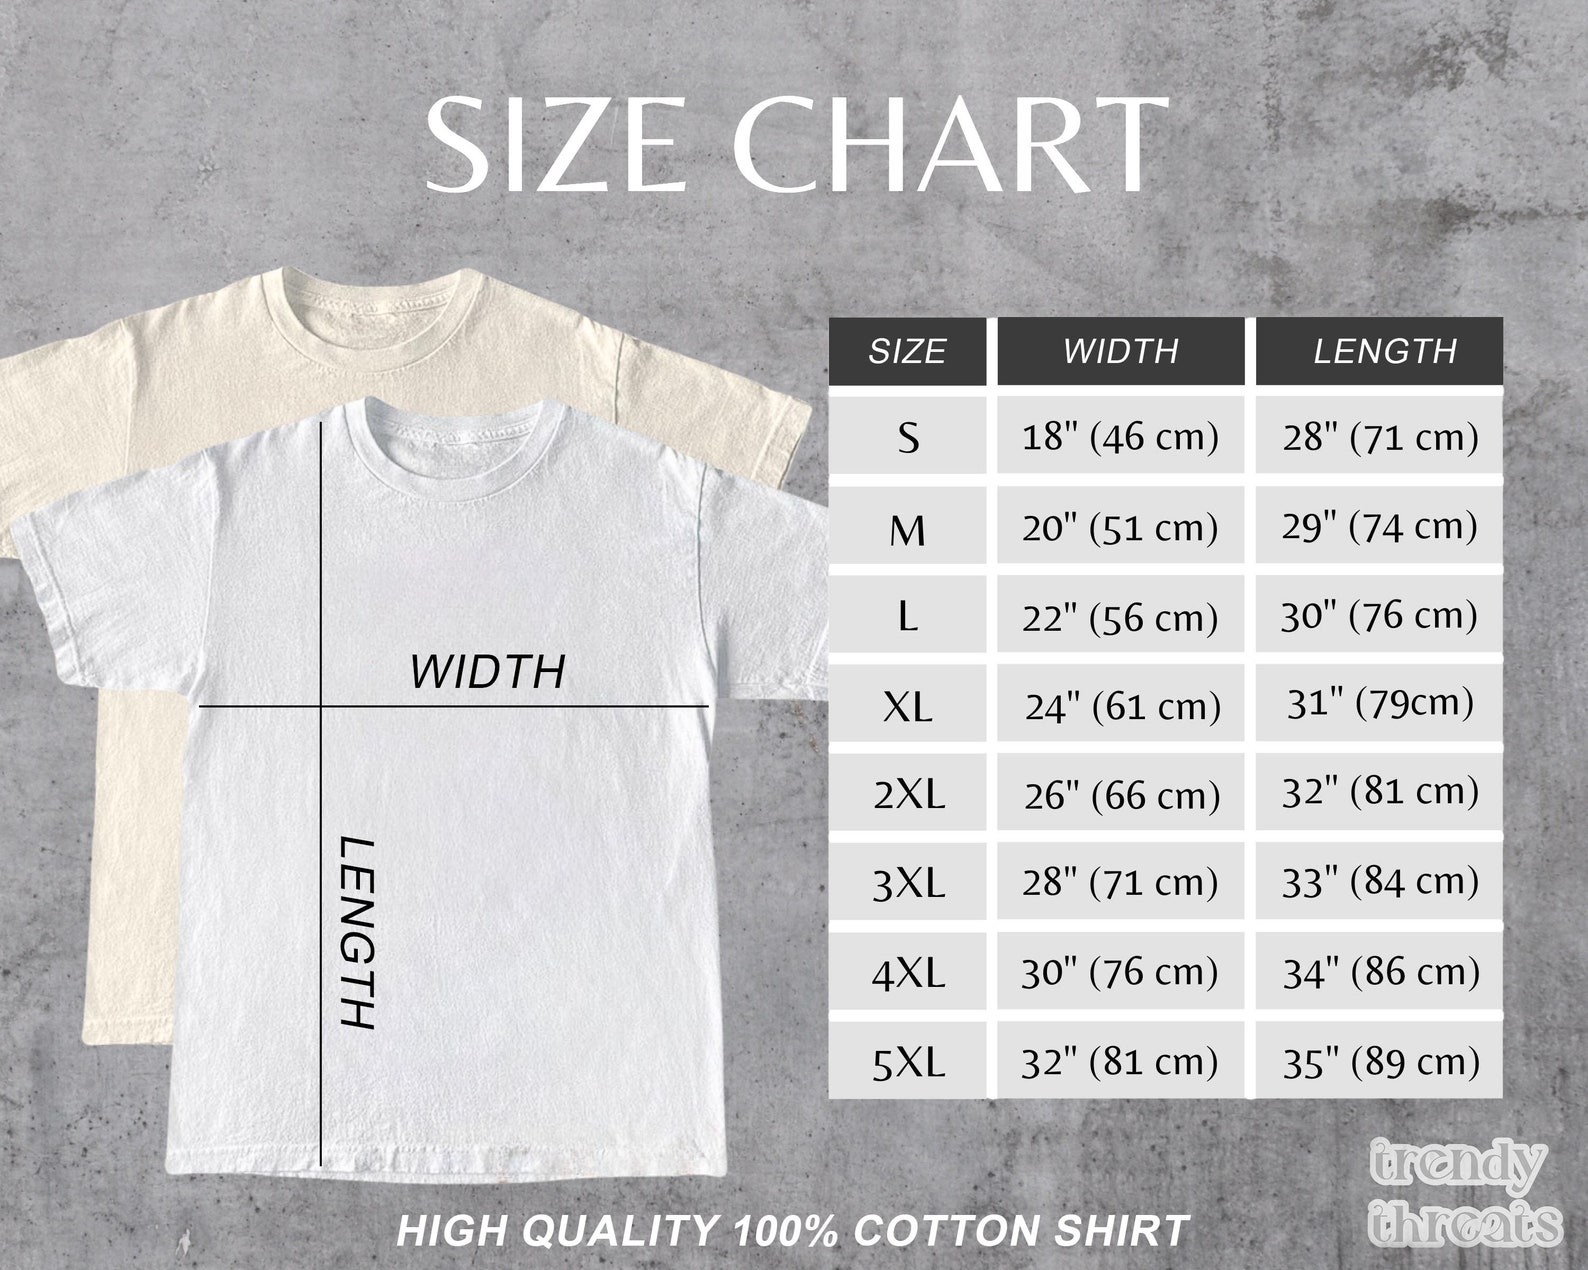 SIZE CHART
SIZE WIDTH LENGTH
S 18" (46 cm) 28" (71 cm)
M 20" (51 cm) 29" (74 cm)
L 22" (56 cm) 30" (76 cm)
XL 24" (61 cm) 31" (79cm)
2XL 26" (66 cm) 32" (81 cm)
3XL 28" (71 cm) 33" (84 cm)
4XL 30" (76 cm) 34" (86 cm)
5XL 32" (81 cm) 35" (89 cm)
WIDTH
LENGTH
HIGH QUALITY 100% COTTON SHIRT
trendy
threats